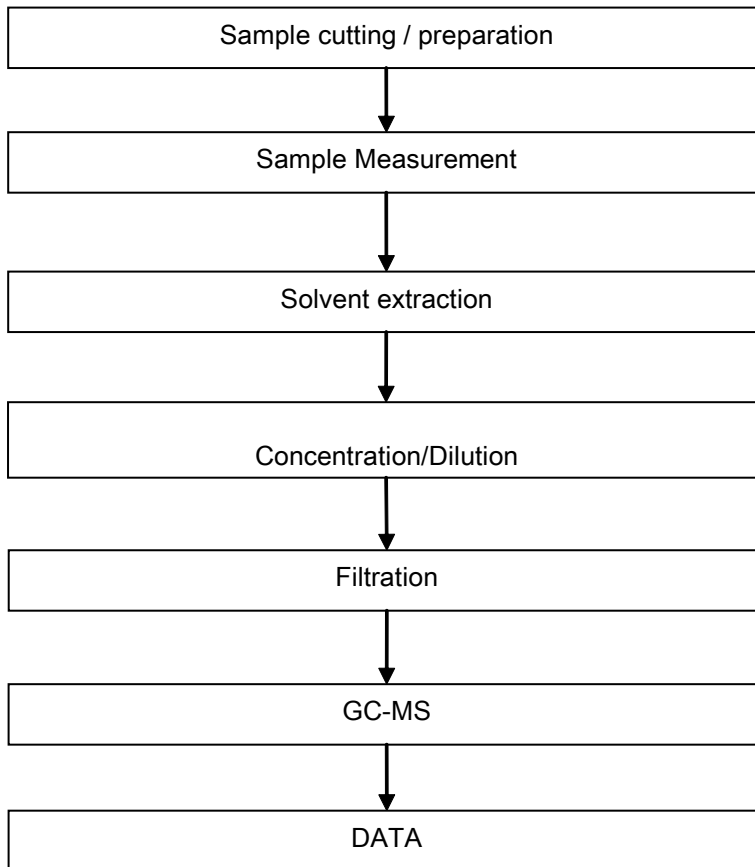 Sample cutting / preparation
Sample Measurement
Solvent extraction
Concentration/Dilution
Filtration
GC-MS
DATA